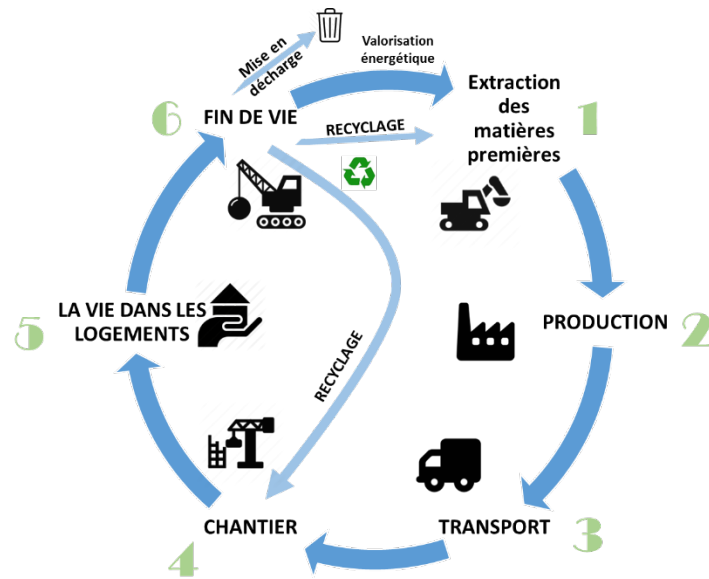 Mise en
décharge
Valorisation
énergétique
6
FIN DE VIE
RECYCLAGE
Extraction
des
matières
premières
1
PRODUCTION
2
TRANSPORT
3
CHANTIER
4
LA VIE DANS LES
LOGEMENTS
5
RECYCLAGE